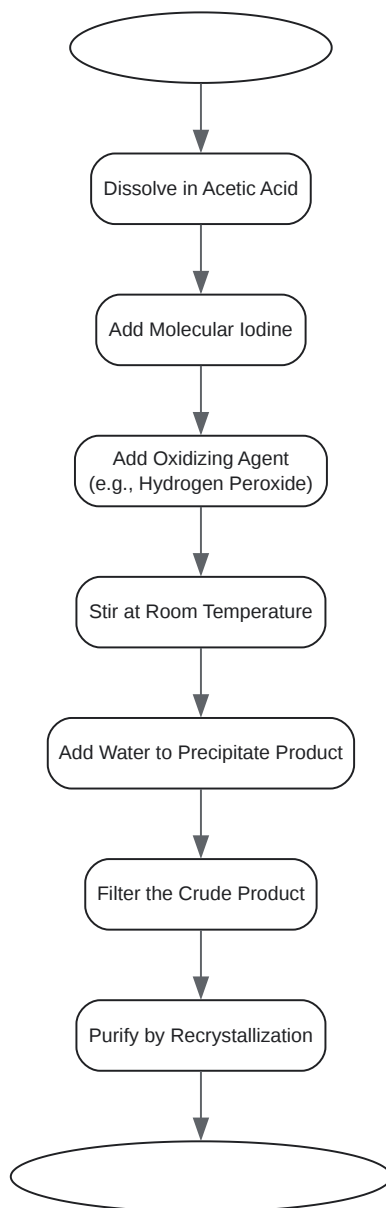 Dissolve in Acetic Acid
Add Molecular Iodine
Add Oxidizing Agent
(e.g., Hydrogen Peroxide)
Stir at Room Temperature
Add Water to Precipitate Product
Filter the Crude Product
Purify by Recrystallization